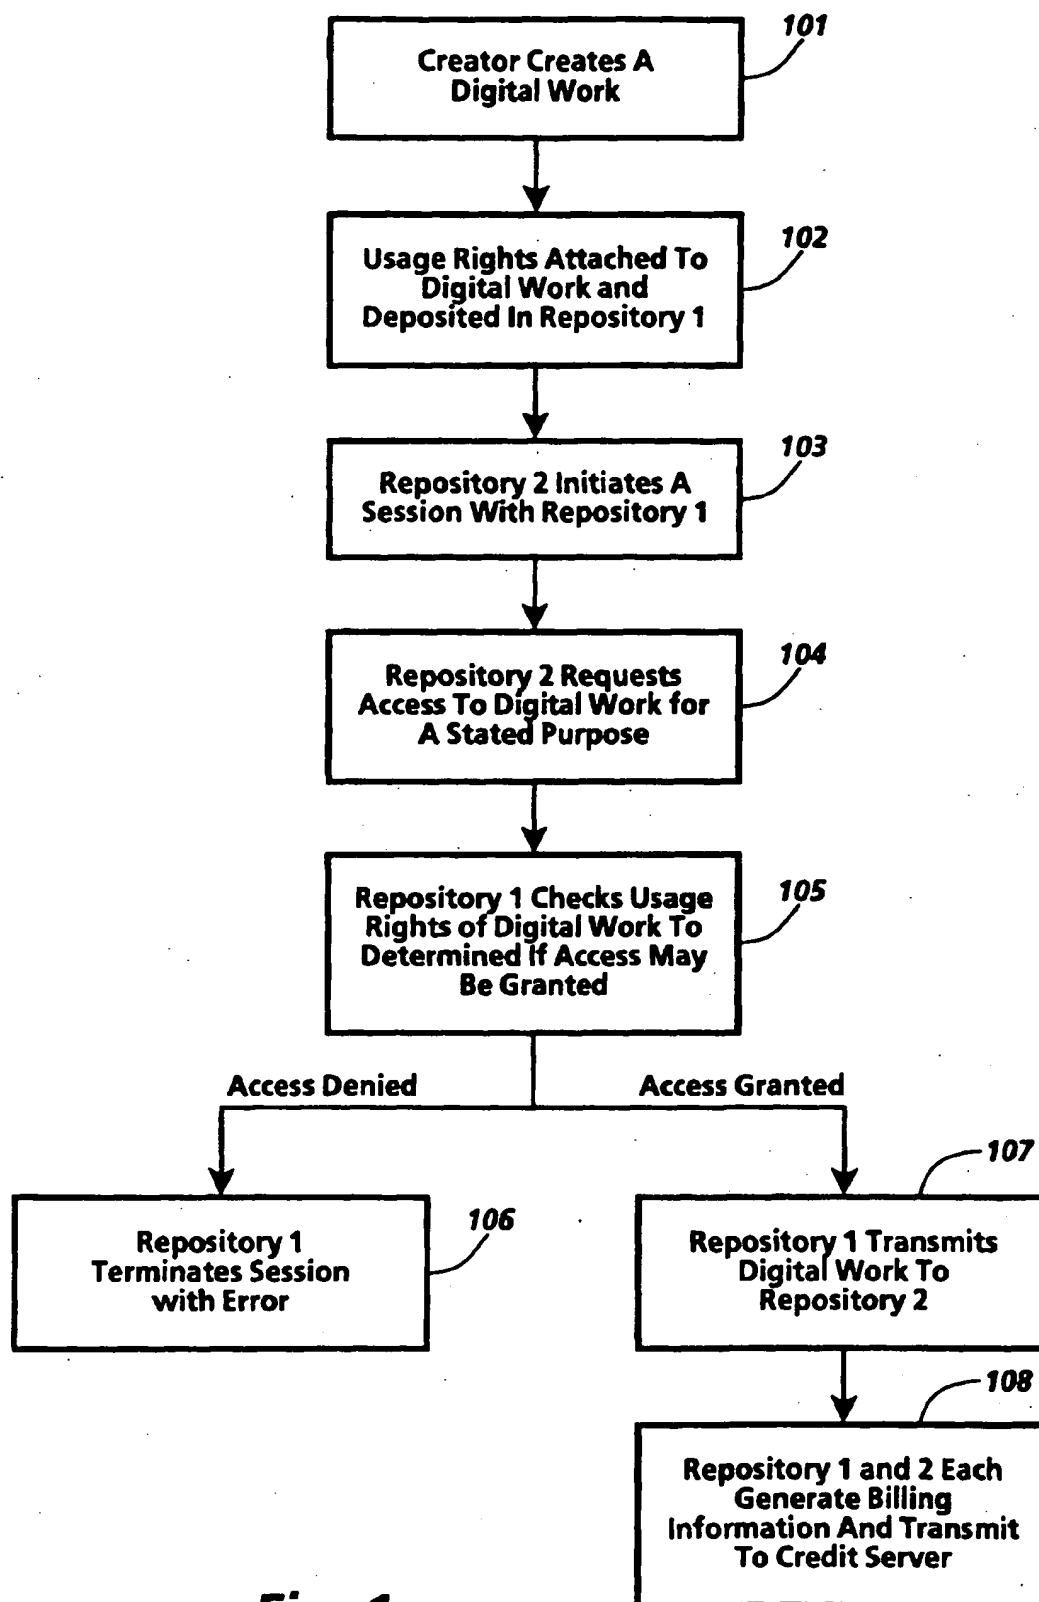 101
Creator Creates A
Digital Work
102
Usage Rights Attached To
Digital Work and
Deposited In Repository 1
103
Repository 2 Initiates A
Session With Repository 1
104
Repository 2 Requests
Access To Digital Work for
A Stated Purpose
105
Repository 1 Checks Usage
Rights of Digital Work To
Determined If Access May
Be Granted
Access Denied
Access Granted
106
Repository 1
Terminates Session
with Error
107
Repository 1 Transmits
Digital Work To
Repository 2
108
Repository 1 and 2 Each
Generate Billing
Information And Transmit
To Credit Server